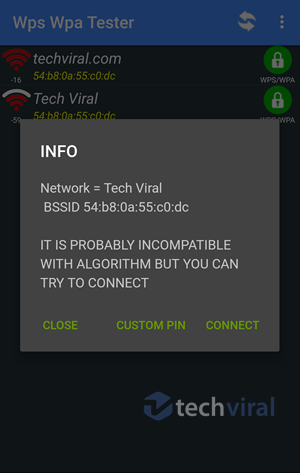 Wps Wpa Tester
techviral.com
-16
54:b8:0a:55:c0:dc
WPS/WPA
Tech Viral
-59
54:b8:0a:55:c0:dc
WPS/WPA
INFO
Network = Tech Viral
BSSID 54:b8:0a:55:c0:dc
IT IS PROBABLY INCOMPATIBLE
WITH ALGORITHM BUT YOU CAN
TRY TO CONNECT
CLOSE CUSTOM PIN CONNECT
techviral